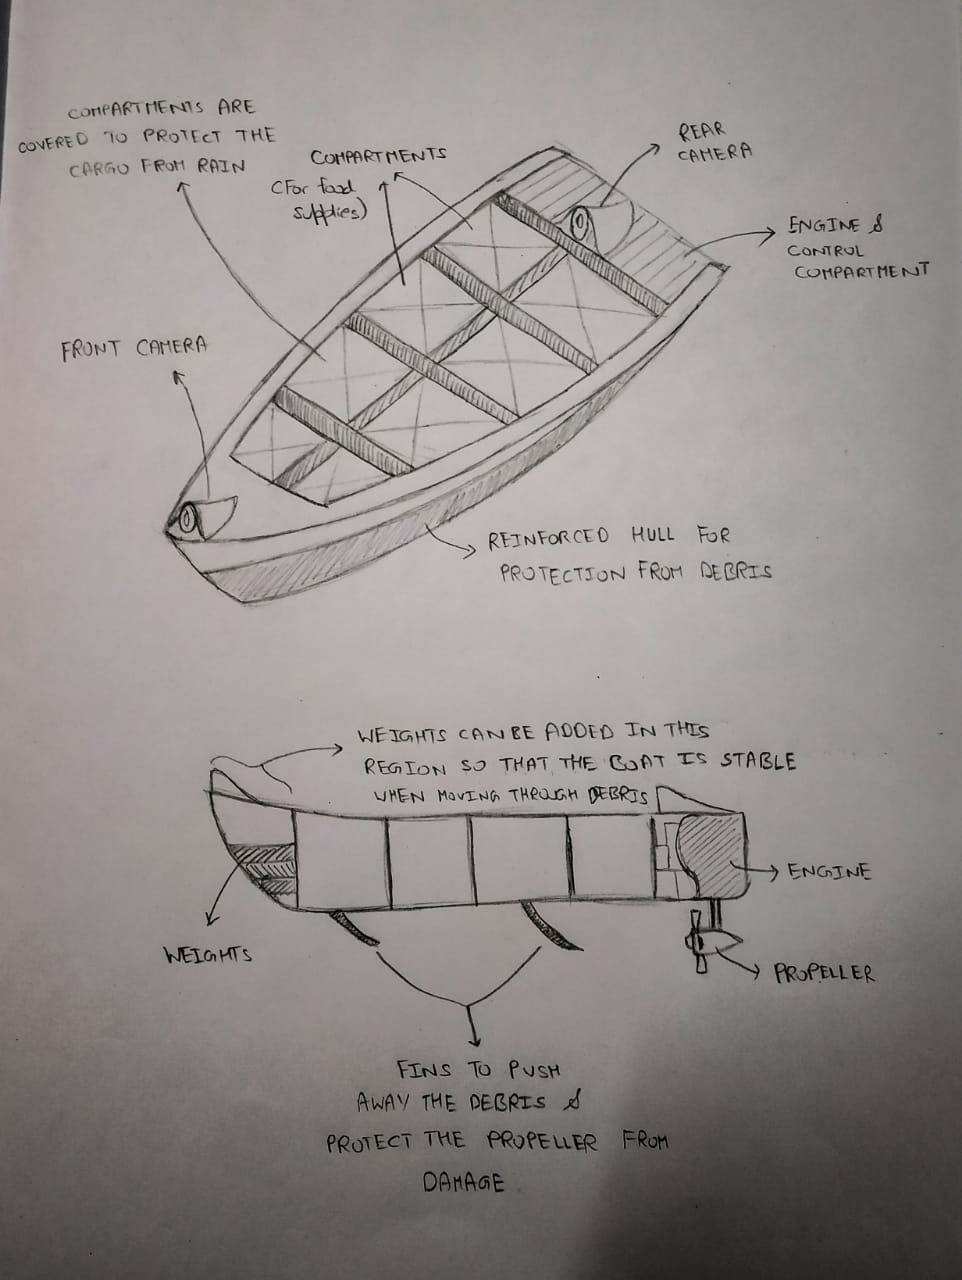 COMPARTMENTS ARE
COVERED TO PROTECT THE
CARGO FROM RAIN
COMPARTMENTS
(For food
supplies)
REAR
CAMERA
ENGINE &
CONTROL
COMPARTMENT
FRONT CAMERA
REINFORCED HULL FOR
PROTECTION FROM DEBRIS
WEIGHTS CAN BE ADDED IN THIS
REGION SO THAT THE BOAT IS STABLE
WHEN MOVING THROUGH DEBRIS
ENGINE
WEIGHTS
PROPELLER
FINS TO PUSH
AWAY THE DEBRIS &
PROTECT THE PROPELLER FROM
DAMAGE